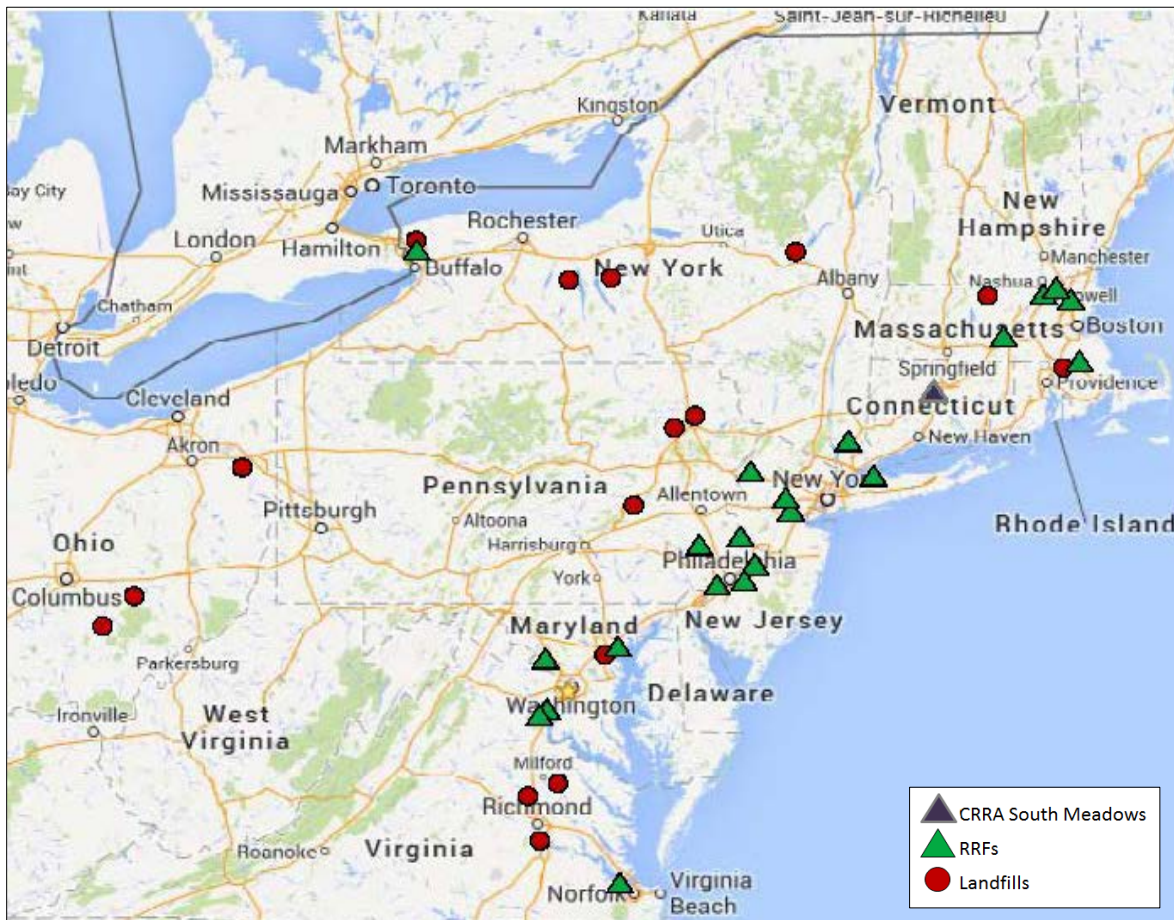 Kanata
Saint-Jean-sur-Richelieu
Kingston
Vermont
Markham
Bay City
Mississauga
Toronto
New
Hampshire
Rochester
London
Hamilton
Utica
Manchester
Buffalo
New York
Albany
Nashua
Chatham
Massachusetts
Boston
Detroit
Springfield
Providence
Cleveland
Connecticut
New Haven
Akron
Pennsylvania
Allentown
Pittsburgh
Altoona
Rhode Island
Ohio
Harrisburg
Philadelphia
York
Columbus
Maryland
New Jersey
Parkersburg
Delaware
Ironville
West
Virginia
Washington
Milford
Richmond
Roanoke
Virginia
Norfolk
Virginia
Beach
CRRA South Meadows
RRFs
Landfills